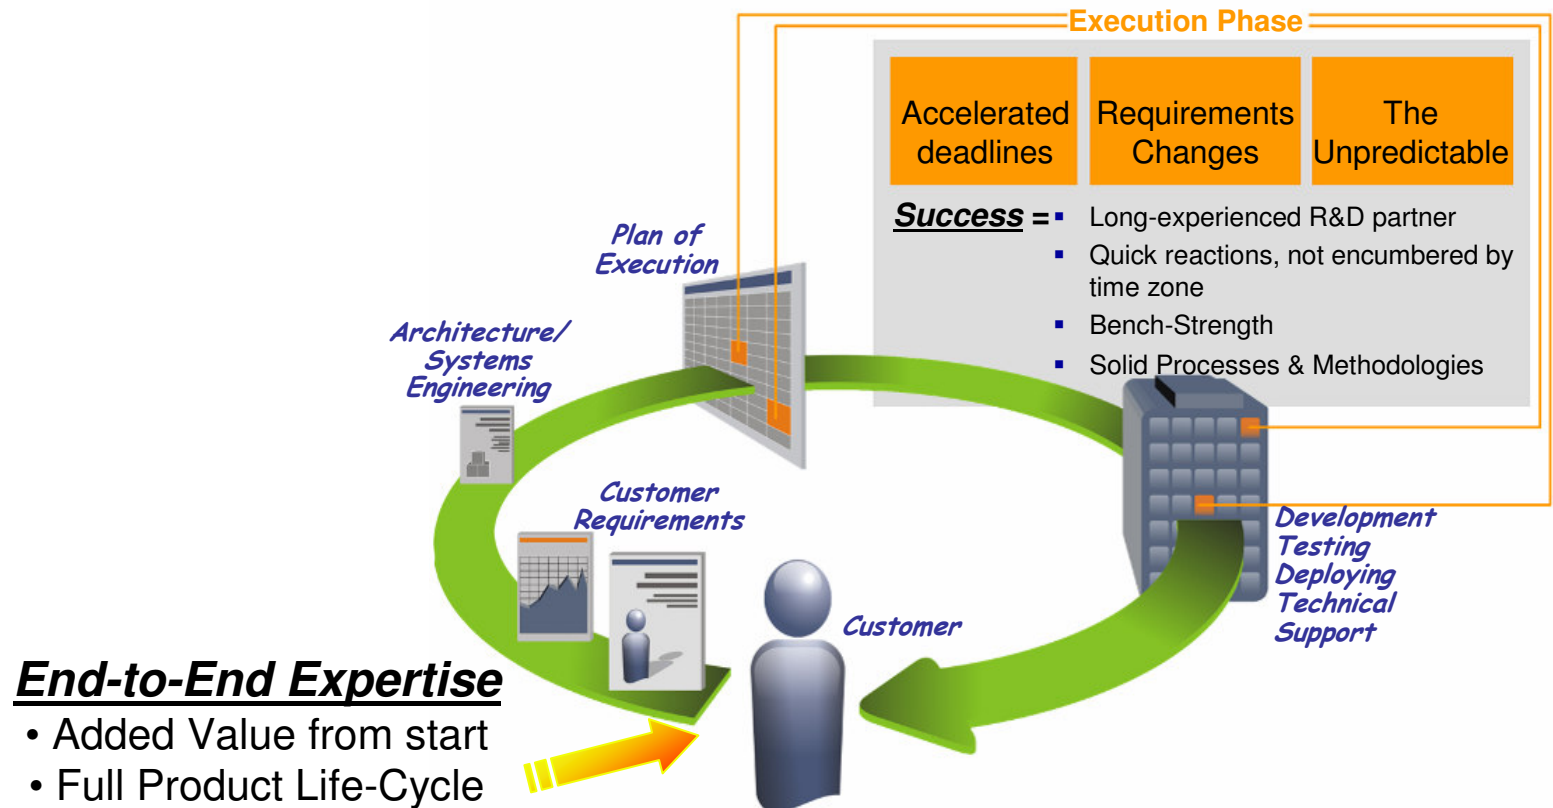 Execution Phase
Accelerated
deadlines
Requirements
Changes
The
Unpredictable
Success =
▪ Long-experienced R&D partner
▪ Quick reactions, not encumbered by
time zone
▪ Bench-Strength
▪ Solid Processes & Methodologies
Plan of
Execution
Architecture/
Systems
Engineering
Customer
Requirements
Customer
Development
Testing
Deploying
Technical
Support
End-to-End Expertise
• Added Value from start
• Full Product Life-Cycle